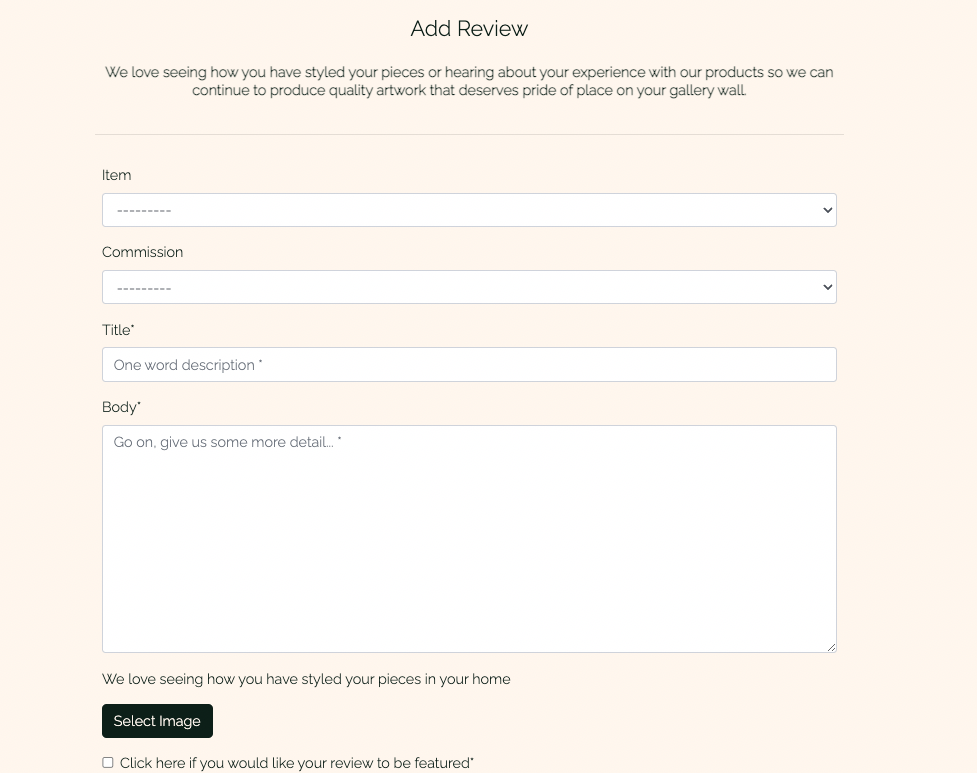 Add Review
We love seeing how you have styled your pieces or hearing about your experience with our products so we can
continue to produce quality artwork that deserves pride of place on your gallery wall.
Item
---------
Commission
---------
Title*
One word description *
Body*
Go on, give us some more detail... *
We love seeing how you have styled your pieces in your home
Select Image
Click here if you would like your review to be featured*